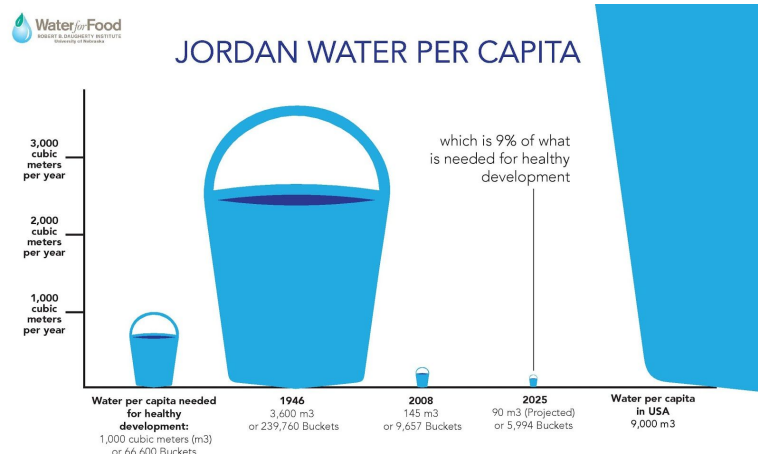 Water for Food
ROBERT B. DAUGHERTY INSTITUTE
University of Nebraska
JORDAN WATER PER CAPITA
3,000
cubic
meters
per year
2,000
cubic
meters
per year
1,000
cubic
meters
per year
which is 9% of what
is needed for healthy
development
Water per capita needed
for healthy
development:
1,000 cubic meters (m3)
or 66,600 Buckets
1946
3,600 m3
or 239,760 Buckets
2008
145 m3
or 9,657 Buckets
2025
90 m3 (Projected)
or 5,994 Buckets
Water per capita
in USA
9,000 m3